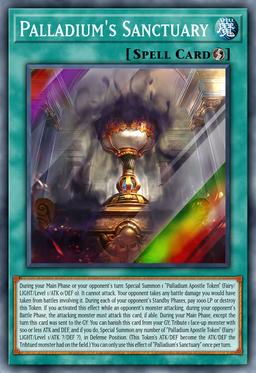 PALLADIUM'S SANCTUARY
[SPELL CARD]
During your Main Phase or your opponent's turn: Special Summon 1 "Palladium Apostle Token" (Fairy/
LIGHT/Level 1/ATK 0/DEF 0). It cannot attack. Your opponent takes any battle damage you would have
taken from battles involving it. During each of your opponent's Standby Phases, pay 500 LP or destroy
this Token. If you activated this effect while an opponent's monster attacking, during your opponent's
Battle Phase, the attacking monster must attack this card, if able. During your Main Phase, except the
turn this card was sent to the GY: You can banish this card from your GY; Tribute 1 face-up monster with
500 or less ATK and DEF, and if you do, Special Summon any number of "Palladium Apostle Token" (Fairy/
LIGHT/Level 1/ATK ?/DEF ?), in Defense Position. (This Token's ATK/DEF become the ATK/DEF the
Tributed monster had on the field.) You can only use this effect of "Palladium's Sanctuary" once per turn.